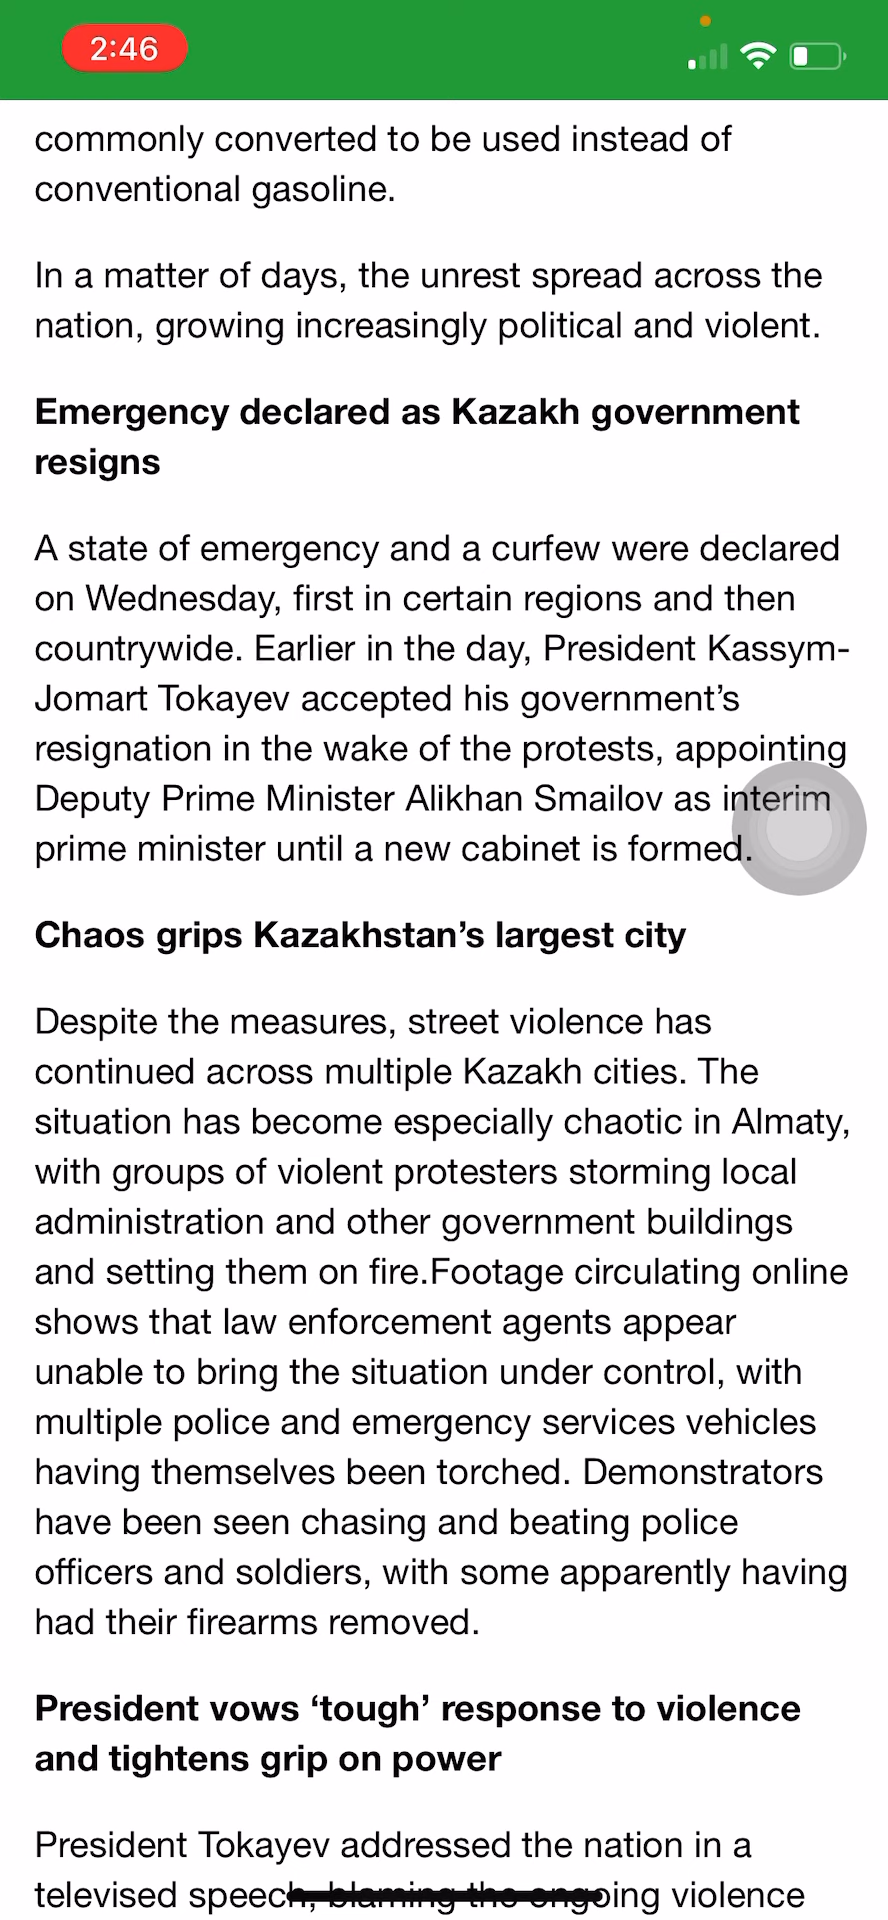 2:46
commonly converted to be used instead of
conventional gasoline.
In a matter of days, the unrest spread across the
nation, growing increasingly political and violent.
Emergency declared as Kazakh government
resigns
A state of emergency and a curfew were declared
on Wednesday, first in certain regions and then
countrywide. Earlier in the day, President Kassym-
Jomart Tokayev accepted his government’s
resignation in the wake of the protests, appointing
Deputy Prime Minister Alikhan Smailov as interim
prime minister until a new cabinet is formed.
Chaos grips Kazakhstan’s largest city
Despite the measures, street violence has
continued across multiple Kazakh cities. The
situation has become especially chaotic in Almaty,
with groups of violent protesters storming local
administration and other government buildings
and setting them on fire.Footage circulating online
shows that law enforcement agents appear
unable to bring the situation under control, with
multiple police and emergency services vehicles
having themselves been torched. Demonstrators
have been seen chasing and beating police
officers and soldiers, with some apparently having
had their firearms removed.
President vows ‘tough’ response to violence
and tightens grip on power
President Tokayev addressed the nation in a
televised speech, blaming the ongoing violence